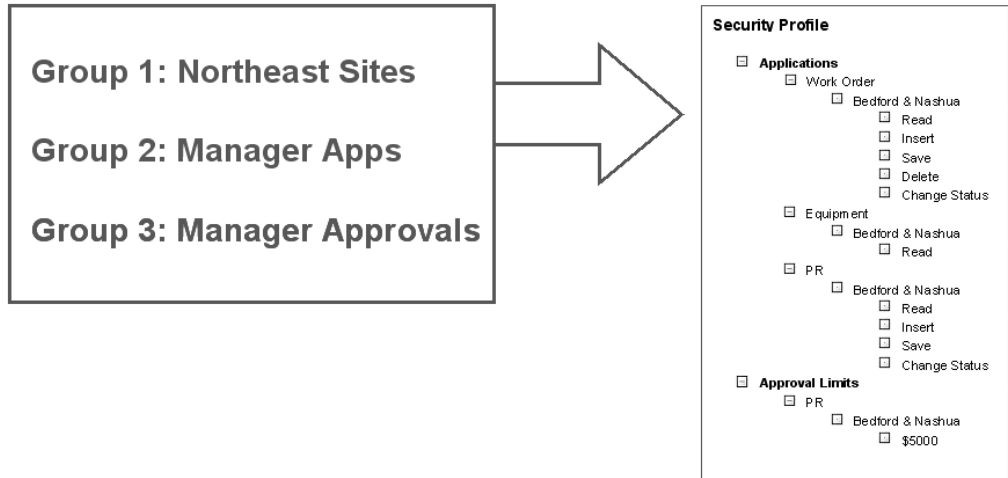 Group 1: Northeast Sites
Group 2: Manager Apps
Group 3: Manager Approvals
Security Profile
Applications
Work Order
Bedford & Nashua
Read
Insert
Save
Delete
Change Status
Equipment
Bedford & Nashua
Read
PR
Bedford & Nashua
Read
Insert
Save
Change Status
Approval Limits
PR
Bedford & Nashua
$5000